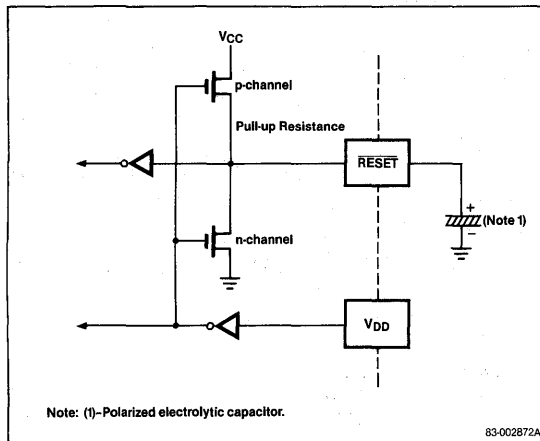 VCC
p-channel
Pull-up Resistance
RESET
+
(Note 1)
−
n-channel
VDD
Note: (1)–Polarized electrolytic capacitor.
83-002872A